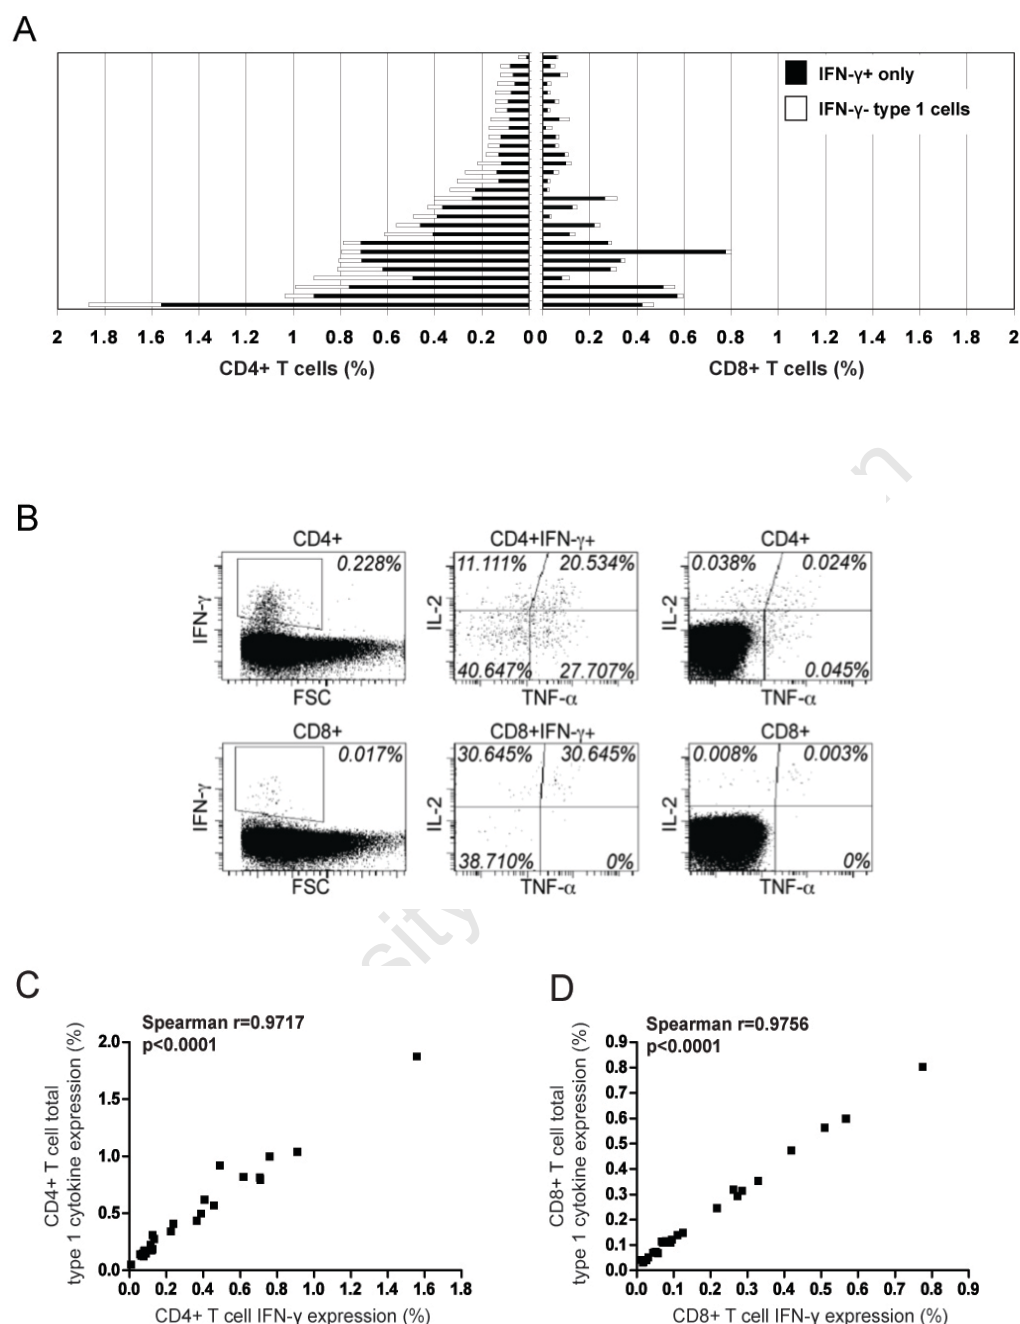 A
IFN-γ+ only
IFN-γ- type 1 cells
2 1.8 1.6 1.4 1.2 1 0.8 0.6 0.4 0.2 0 0 0.2 0.4 0.6 0.8 1 1.2 1.4 1.6 1.8 2
CD4+ T cells (%) CD8+ T cells (%)
B
CD4+ CD4+IFN-γ+ CD4+
0.228% 11.111% 20.534% 0.038% 0.024%
IFN-γ IL-2 IL-2
40.647% 27.707% 0.045%
FSC TNF-α TNF-α
CD8+ CD8+IFN-γ+ CD8+
0.017% 30.645% 30.645% 0.008% 0.003%
IFN-γ IL-2 IL-2
38.710% 0% 0%
FSC TNF-α TNF-α
sity
C
Spearman r=0.9717
p<0.0001
CD4+ T cell total
type 1 cytokine expression (%)
2.0
1.5
1.0
0.5
0.0
0.0 0.2 0.4 0.6 0.8 1.0 1.2 1.4 1.6 1.8
CD4+ T cell IFN-γ expression (%)
D
Spearman r=0.9756
p<0.0001
CD8+ T cell total
type 1 cytokine expression (%)
0.9
0.8
0.7
0.6
0.5
0.4
0.3
0.2
0.1
0.0
0.0 0.1 0.2 0.3 0.4 0.5 0.6 0.7 0.8 0.9
CD8+ T cell IFN-γ expression (%)